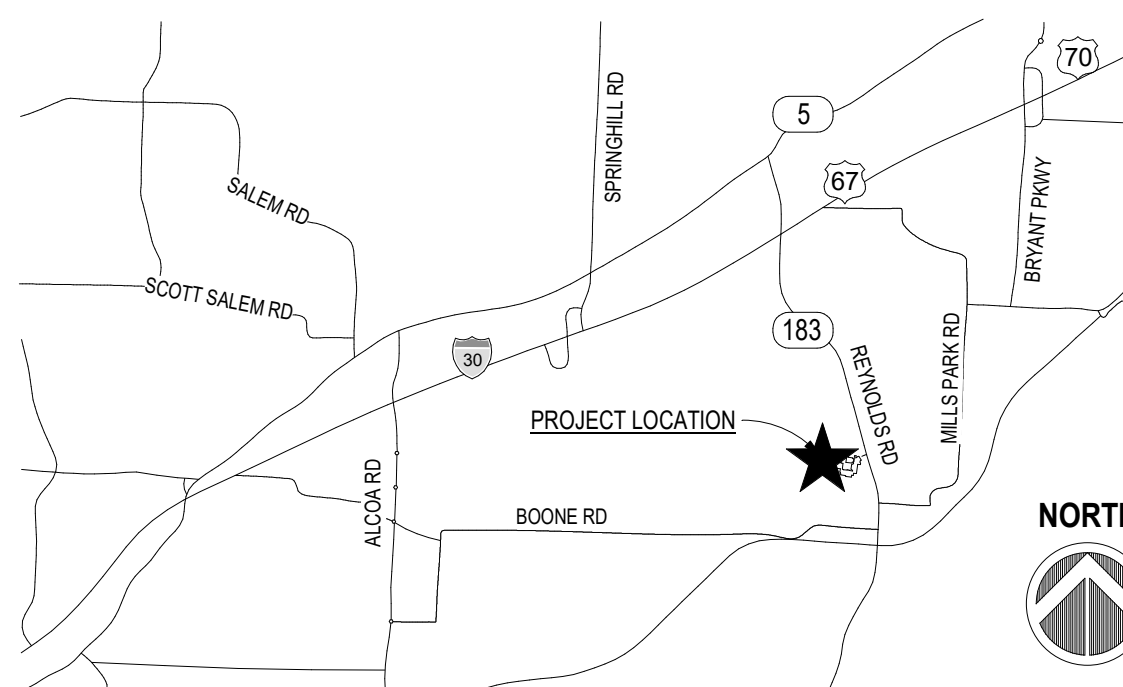 70
5
SPRINGHILL RD
67
BRYANT PKWY
SALEM RD
SCOTT SALEM RD
183
30
REYNOLDS RD
MILLS PARK RD
PROJECT LOCATION
ALCOA RD
BOONE RD
NORT